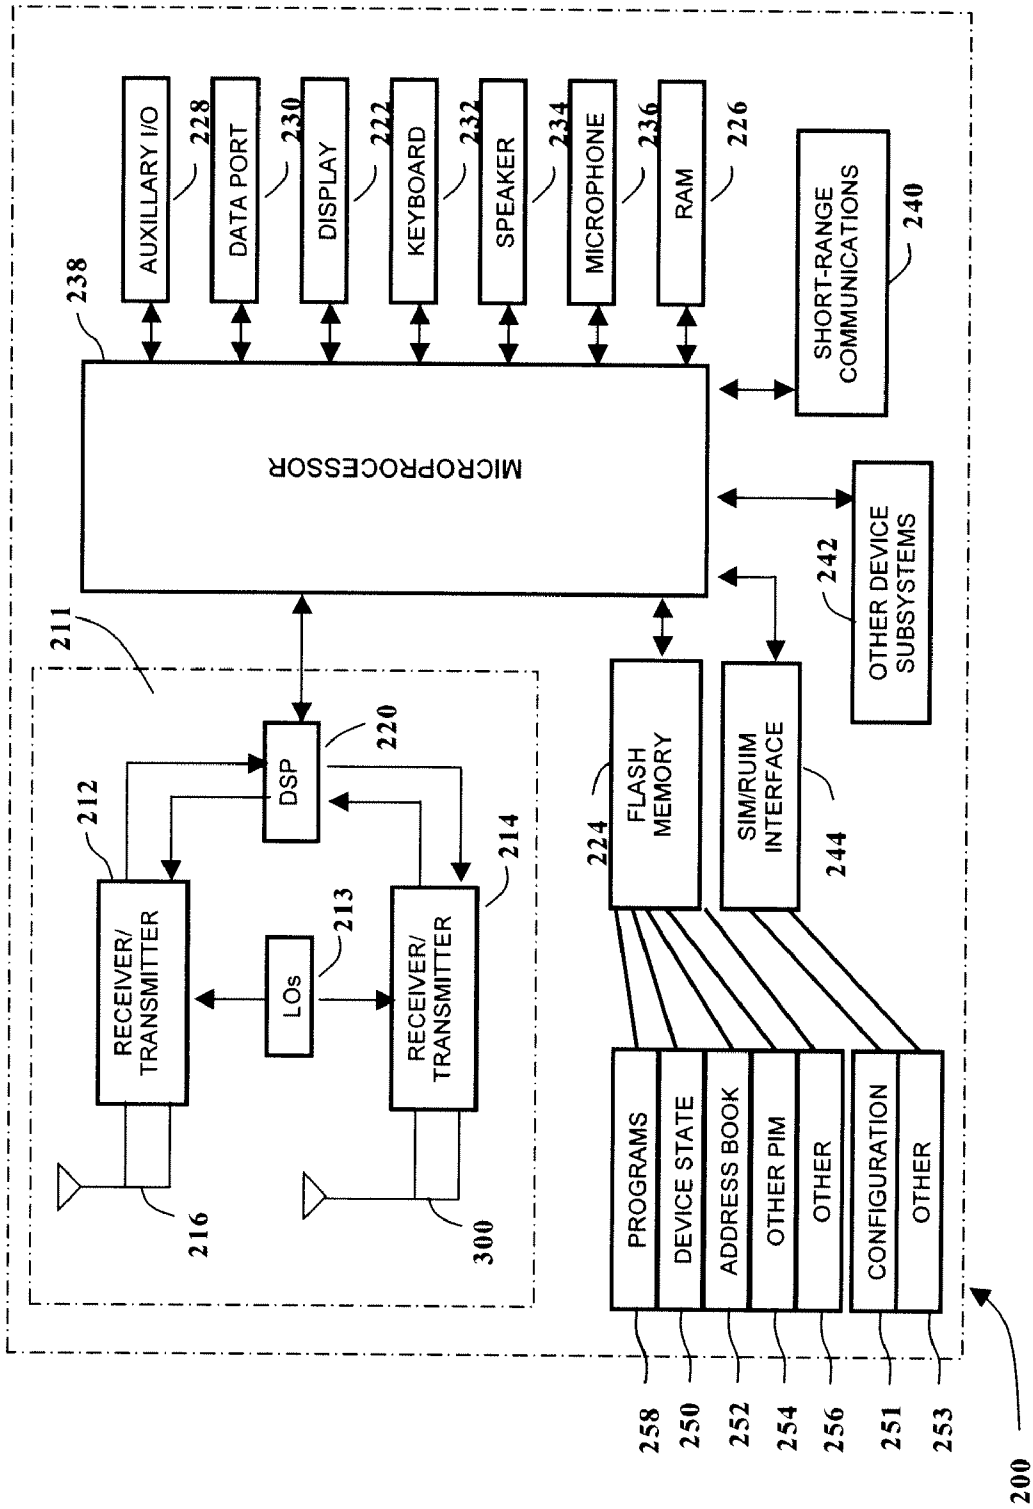 200
211
RECEIVER/
TRANSMITTER
212
216
LOs
213
DSP
220
RECEIVER/
TRANSMITTER
214
300
MICROPROCESSOR
238
AUXILLARY I/O
228
DATA PORT
230
DISPLAY
222
KEYBOARD
232
SPEAKER
234
MICROPHONE
236
RAM
226
SHORT-RANGE
COMMUNICATIONS
240
OTHER DEVICE
SUBSYSTEMS
242
224
FLASH
MEMORY
SIM/RUIM
INTERFACE
244
258
PROGRAMS
250
DEVICE STATE
252
ADDRESS BOOK
254
OTHER PIM
256
OTHER
251
CONFIGURATION
253
OTHER